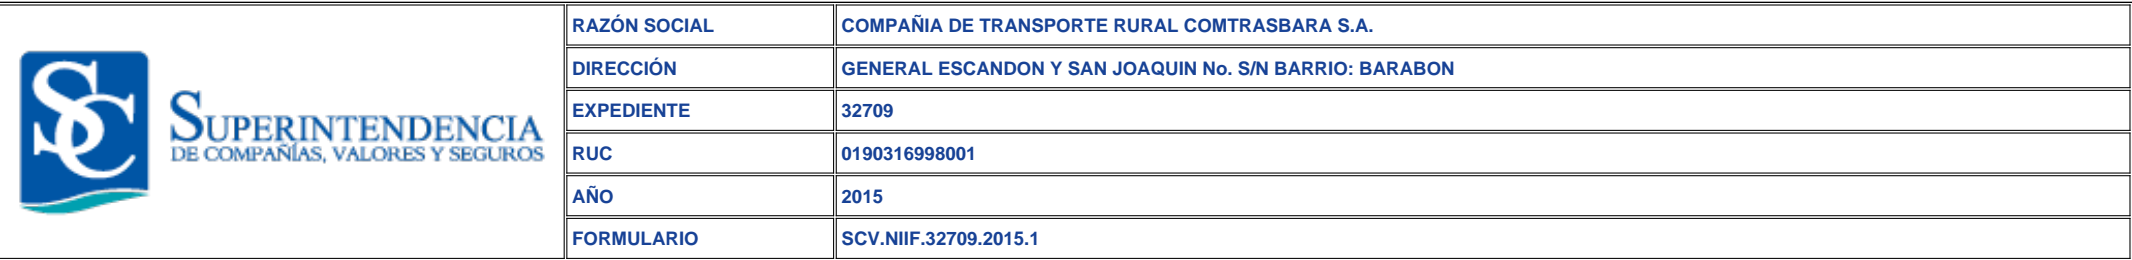 SC
SUPERINTENDENCIA
DE COMPAÑÍAS, VALORES Y SEGUROS
RAZÓN SOCIAL COMPAÑIA DE TRANSPORTE RURAL COMTRASBARA S.A.
DIRECCIÓN GENERAL ESCANDON Y SAN JOAQUIN No. S/N BARRIO: BARABON
EXPEDIENTE 32709
RUC 0190316998001
AÑO 2015
FORMULARIO SCV.NIIF.32709.2015.1